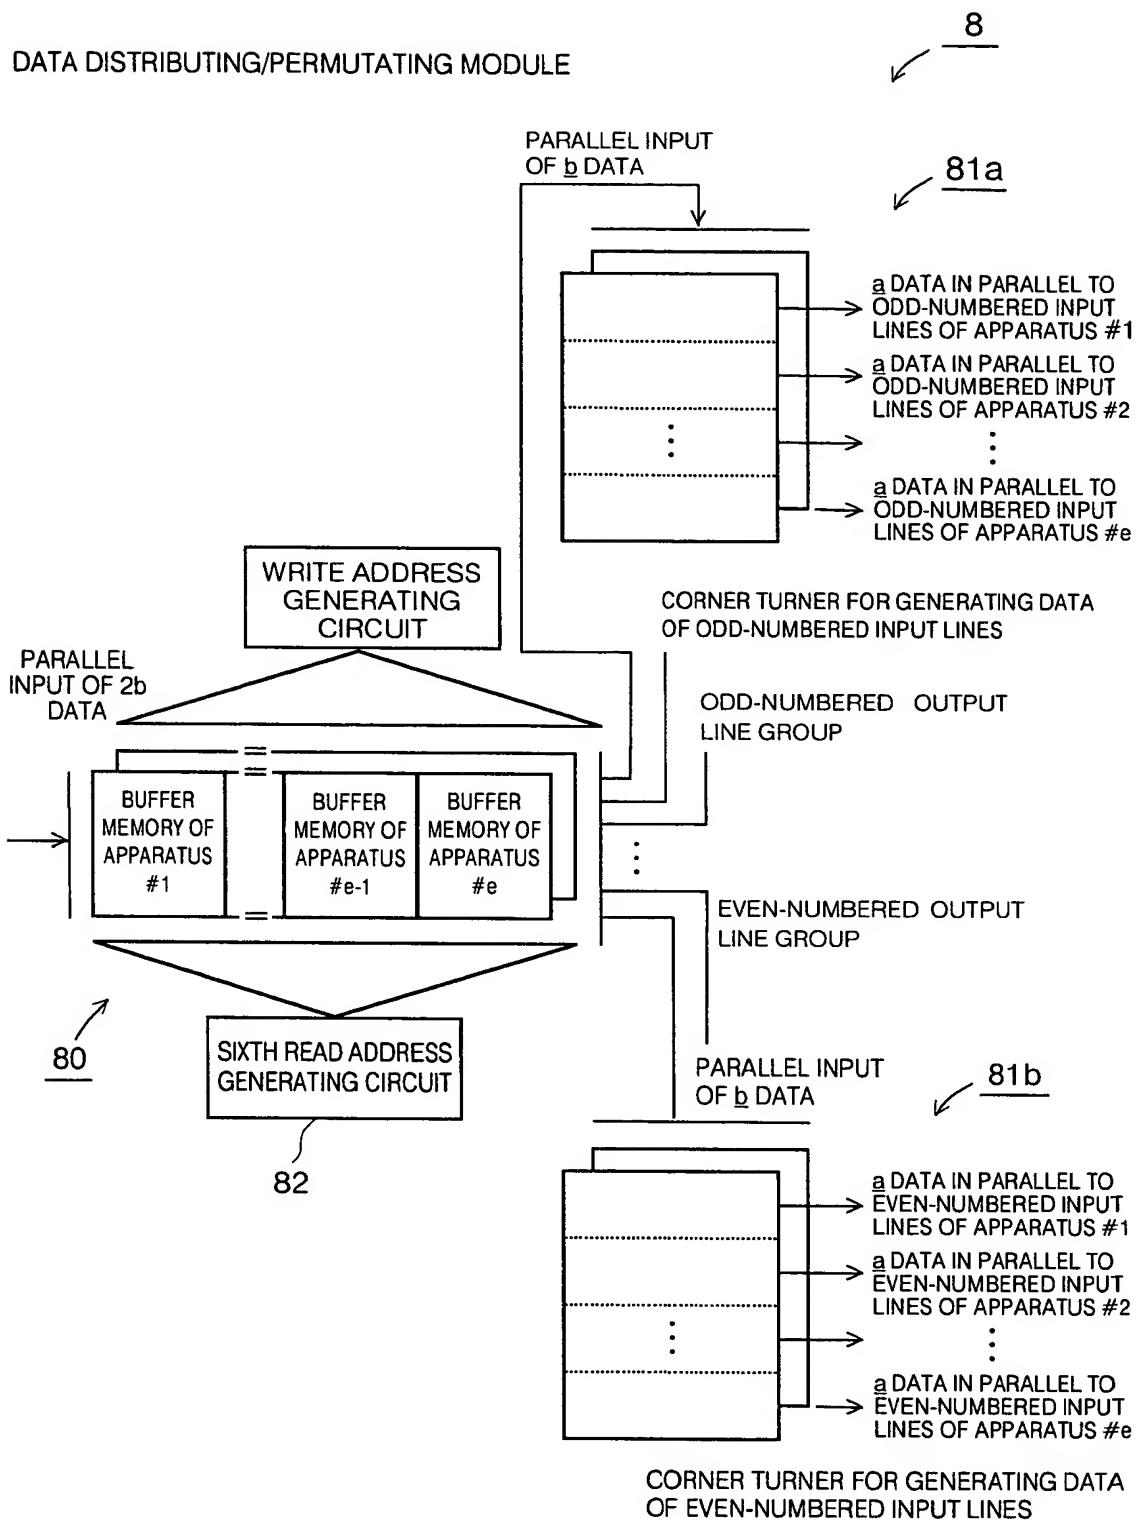 8
DATA DISTRIBUTING/PERMUTATING MODULE
PARALLEL INPUT
OF b DATA
81a
a DATA IN PARALLEL TO
ODD-NUMBERED INPUT
LINES OF APPARATUS #1
a DATA IN PARALLEL TO
ODD-NUMBERED INPUT
LINES OF APPARATUS #2
a DATA IN PARALLEL TO
ODD-NUMBERED INPUT
LINES OF APPARATUS #e
WRITE ADDRESS
GENERATING
CIRCUIT
CORNER TURNER FOR GENERATING DATA
OF ODD-NUMBERED INPUT LINES
PARALLEL
INPUT OF 2b
DATA
ODD-NUMBERED OUTPUT
LINE GROUP
BUFFER
MEMORY OF
APPARATUS
#1
BUFFER
MEMORY OF
APPARATUS
#e-1
BUFFER
MEMORY OF
APPARATUS
#e
EVEN-NUMBERED OUTPUT
LINE GROUP
80
SIXTH READ ADDRESS
GENERATING CIRCUIT
82
PARALLEL INPUT
OF b DATA
81b
a DATA IN PARALLEL TO
EVEN-NUMBERED INPUT
LINES OF APPARATUS #1
a DATA IN PARALLEL TO
EVEN-NUMBERED INPUT
LINES OF APPARATUS #2
a DATA IN PARALLEL TO
EVEN-NUMBERED INPUT
LINES OF APPARATUS #e
CORNER TURNER FOR GENERATING DATA
OF EVEN-NUMBERED INPUT LINES